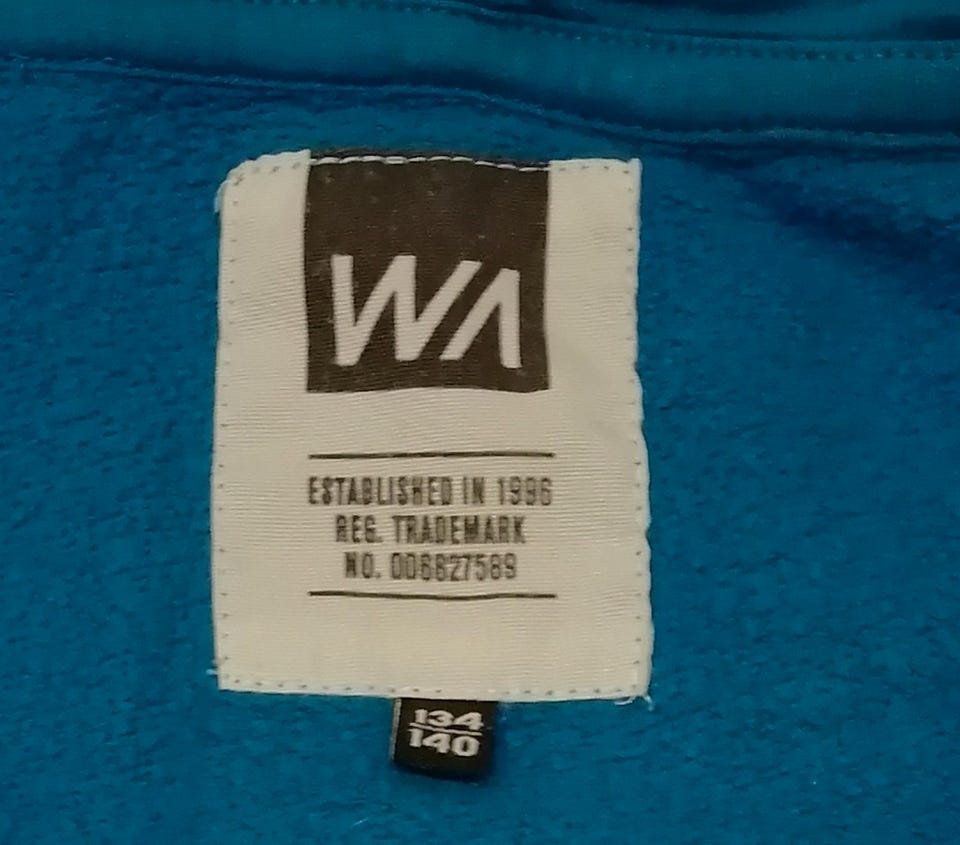 WA
ESTABLISHED IN 1996
REG. TRADEMARK
NO. 006827589
134
140